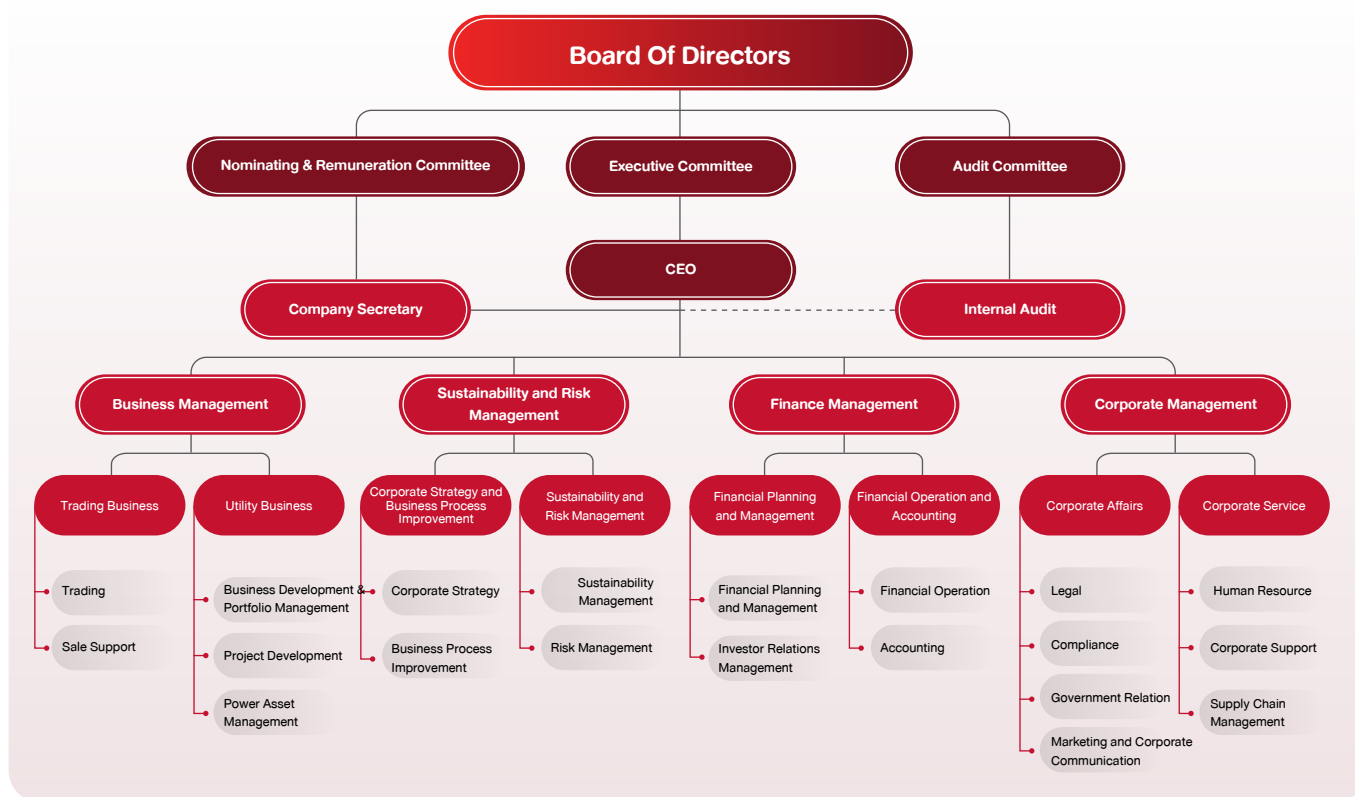 Board Of Directors
Nominating & Remuneration Committee
Executive Committee
Audit Committee
CEO
Company Secretary
Internal Audit
Business Management
Sustainability and Risk
Management
Finance Management
Corporate Management
Trading Business
Utility Business
Corporate Strategy and
Business Process
Improvement
Sustainability and
Risk Management
Financial Planning
and Management
Financial Operation and
Accounting
Corporate Affairs
Corporate Service
Trading
Sale Support
Business Development &
Portfolio Management
Project Development
Power Asset
Management
Corporate Strategy
Business Process
Improvement
Sustainability
Management
Risk Management
Financial Planning
and Management
Investor Relations
Management
Financial Operation
Accounting
Legal
Compliance
Government Relation
Marketing and Corporate
Communication
Human Resource
Corporate Support
Supply Chain
Management